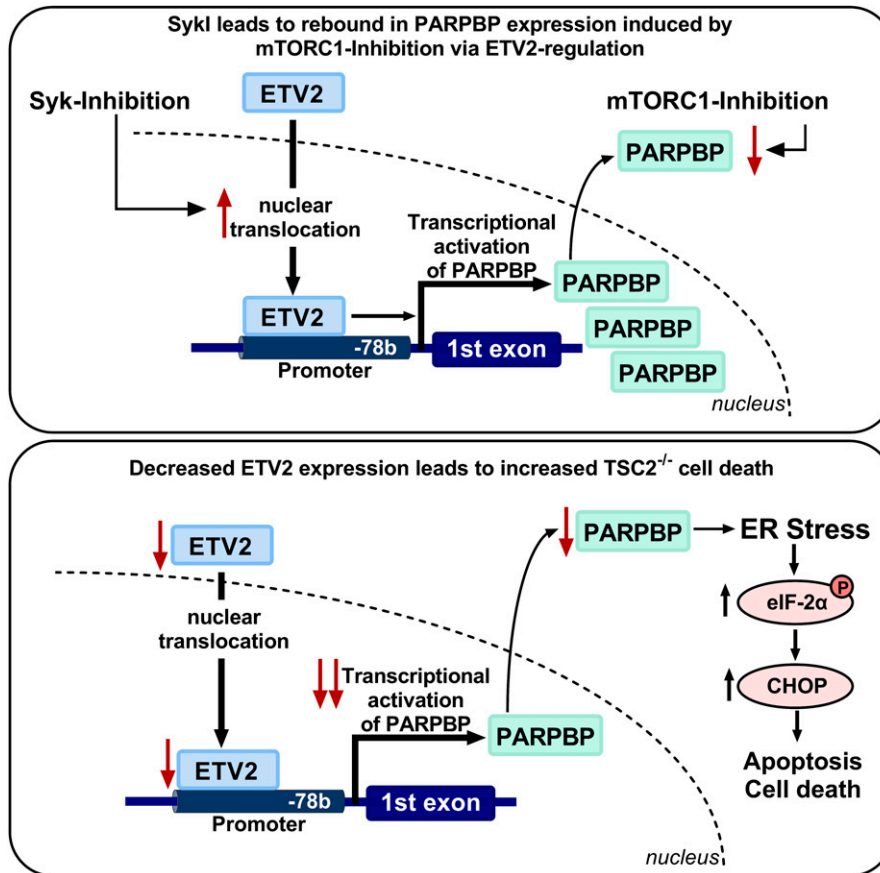 SykI leads to rebound in PARPBP expression induced by
mTORC1-Inhibition via ETV2-regulation
Syk-Inhibition
ETV2
mTORC1-Inhibition
PARPBP
nuclear
translocation
Transcriptional
activation
of PARPBP
PARPBP
ETV2
PARPBP
-78b
1st exon
Promoter
PARPBP
nucleus
Decreased ETV2 expression leads to increased TSC2-/- cell death
ETV2
PARPBP
ER Stress
P
eIF-2α
nuclear
translocation
Transcriptional
activation
of PARPBP
CHOP
PARPBP
ETV2
Apoptosis
Cell death
-78b
1st exon
Promoter
nucleus